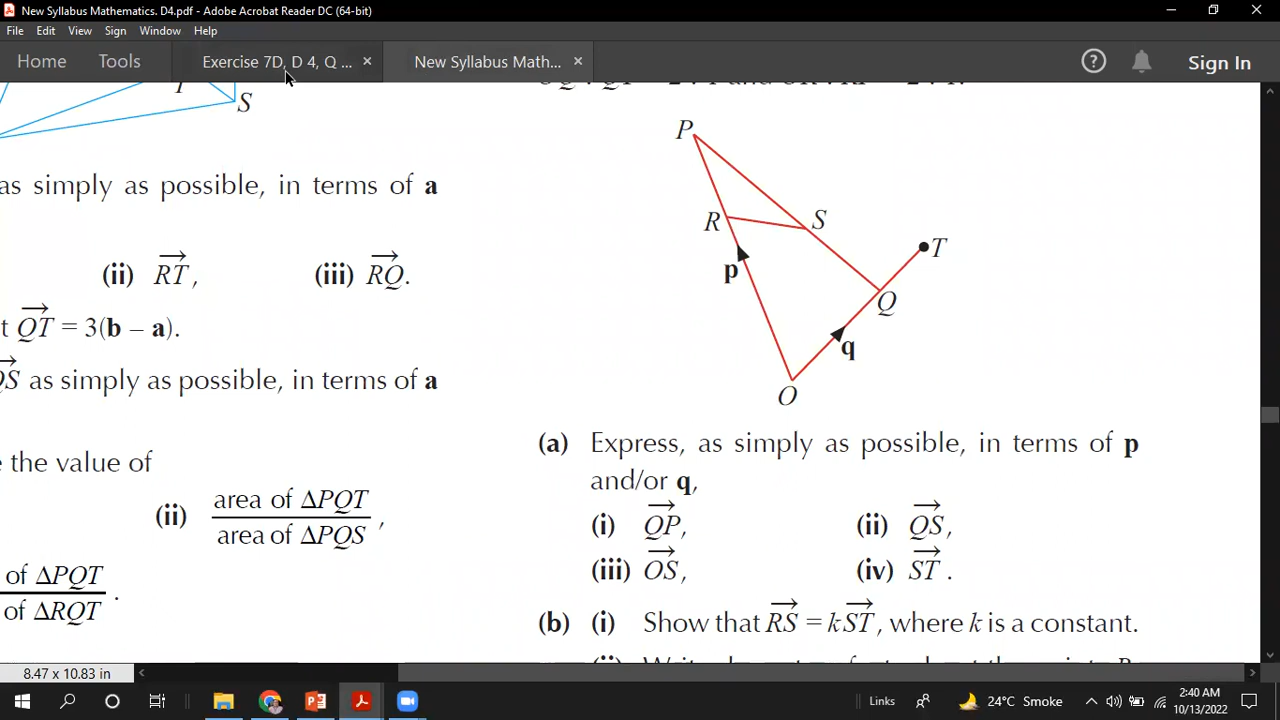 New Syllabus Mathematics. D4.pdf - Adobe Acrobat Reader DC (64-bit)
File Edit View Sign Window Help
Home Tools Exercise 7D, D 4, Q ... × New Syllabus Math... × Sign In
S
as simply as possible, in terms of a
(ii) RT, (iii) RQ.
t QT = 3(b – a).
QS as simply as possible, in terms of a
e the value of
(ii) area of ΔPQT
area of ΔPQS ,
of ΔPQT
of ΔRQT .
P
R
S
T
p
Q
q
O
(a) Express, as simply as possible, in terms of p
and/or q,
(i) QP, (ii) QS,
(iii) OS, (iv) ST.
(b) (i) Show that RS = kST, where k is a constant.
8.47 x 10.83 in
Links 24°C Smoke
2:40 AM
10/13/2022